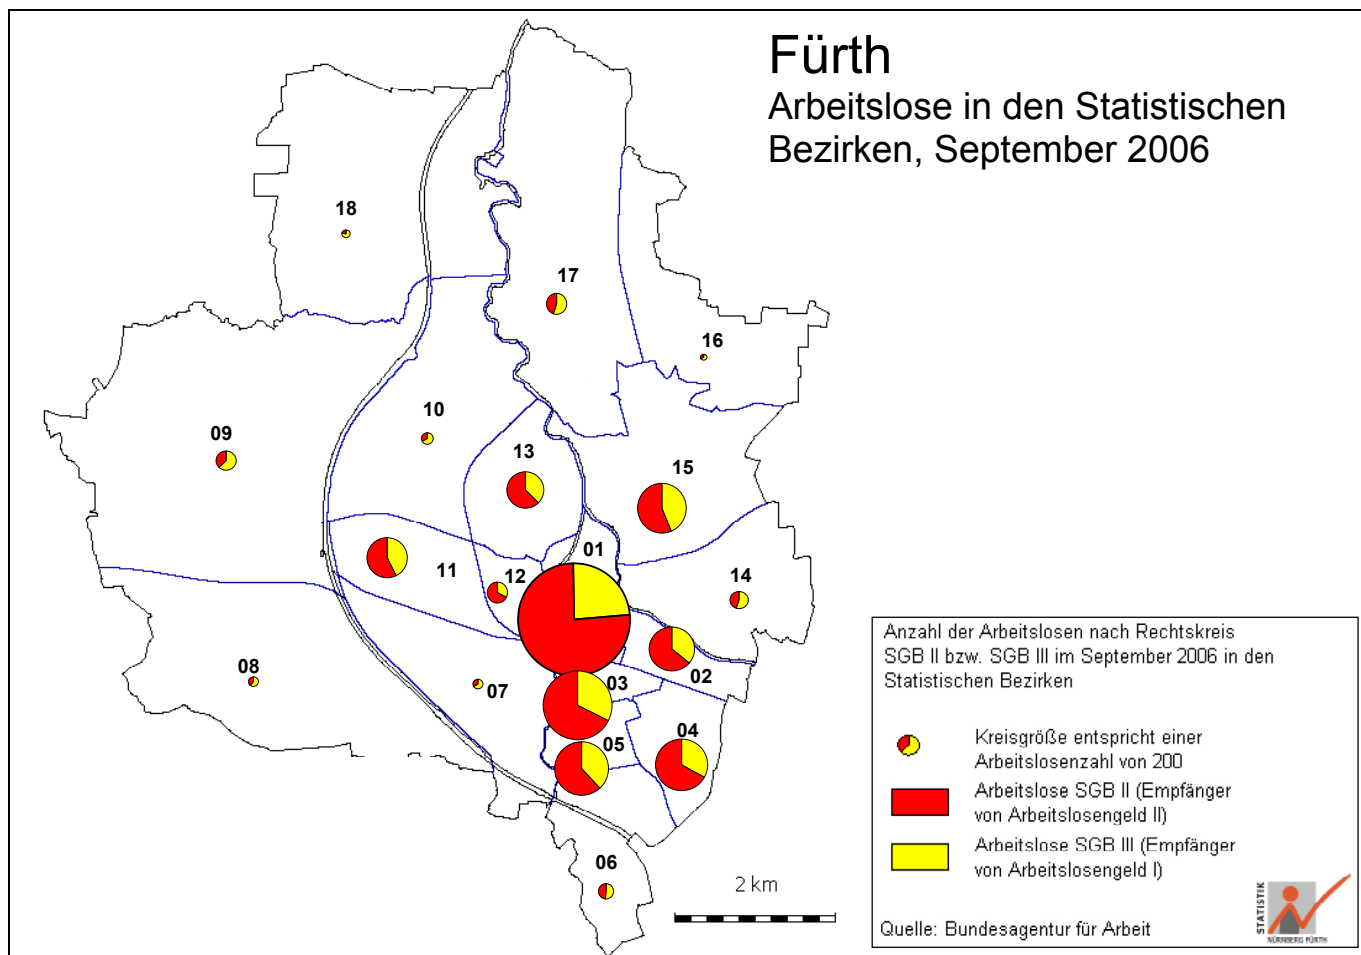 Fürth
Arbeitslose in den Statistischen
Bezirken, September 2006
18
17
16
10
09
13
15
01
11
12
14
08
07
03
02
05
04
06
2 km
Anzahl der Arbeitslosen nach Rechtskreis
SGB II bzw. SGB III im September 2006 in den
Statistischen Bezirken
Kreisgröße entspricht einer
Arbeitslosenzahl von 200
Arbeitslose SGB II (Empfänger
von Arbeitslosengeld II)
Arbeitslose SGB III (Empfänger
von Arbeitslosengeld I)
Quelle: Bundesagentur für Arbeit
STATISTIK
NÜRNBERG FÜRTH